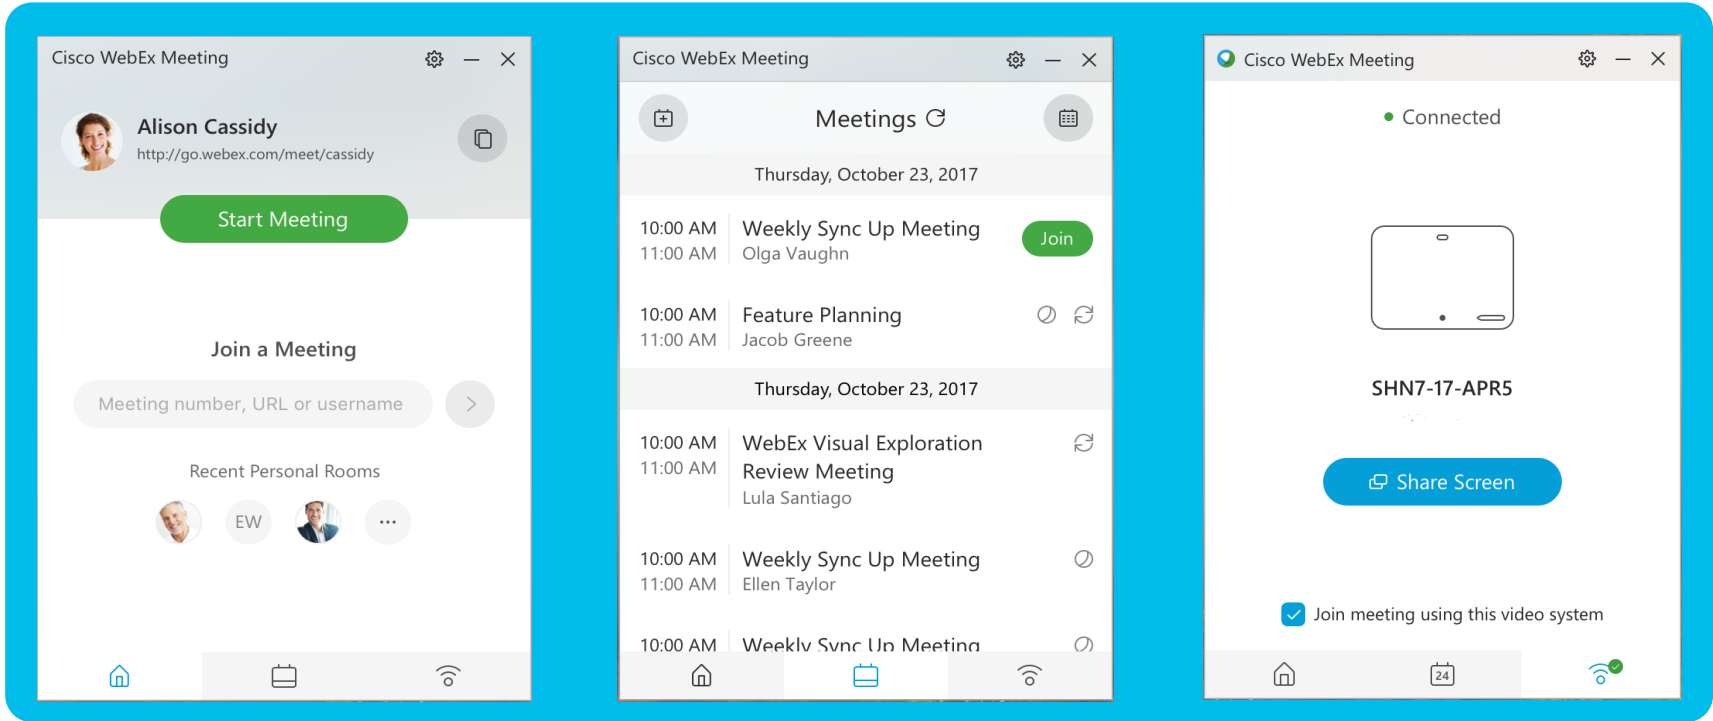 Cisco WebEx Meeting
Alison Cassidy
http://go.webex.com/meet/cassidy
Start Meeting
Join a Meeting
Meeting number, URL or username
Recent Personal Rooms
EW
Cisco WebEx Meeting
Meetings
Thursday, October 23, 2017
10:00 AM Weekly Sync Up Meeting
11:00 AM Olga Vaughn
Join
10:00 AM Feature Planning
11:00 AM Jacob Greene
Thursday, October 23, 2017
10:00 AM WebEx Visual Exploration
11:00 AM Review Meeting
Lula Santiago
10:00 AM Weekly Sync Up Meeting
11:00 AM Ellen Taylor
10:00 AM Weekly Sync Up Meeting
Cisco WebEx Meeting
Connected
SHN7-17-APR5
Share Screen
Join meeting using this video system
24